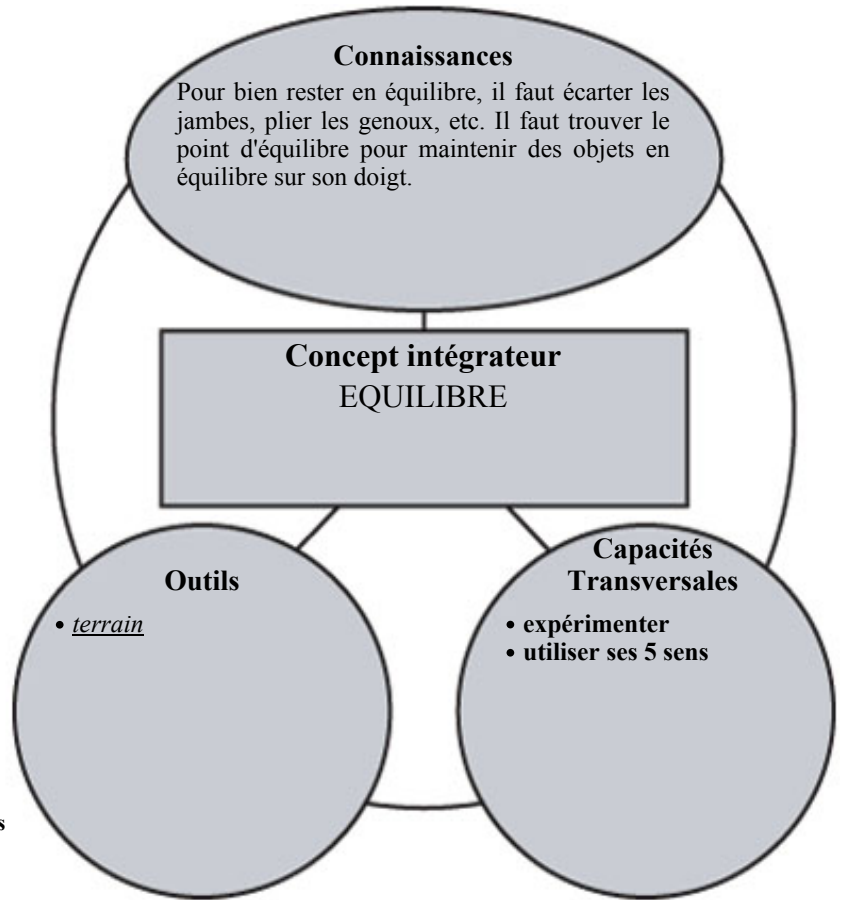 Connaissances
Pour bien rester en équilibre, il faut écarter les
jambes, plier les genoux, etc. Il faut trouver le
point d'équilibre pour maintenir des objets en
équilibre sur son doigt.
Concept intégrateur
EQUILIBRE
Outils
• terrain
Capacités
Transversales
• expérimenter
• utiliser ses 5 sens
s